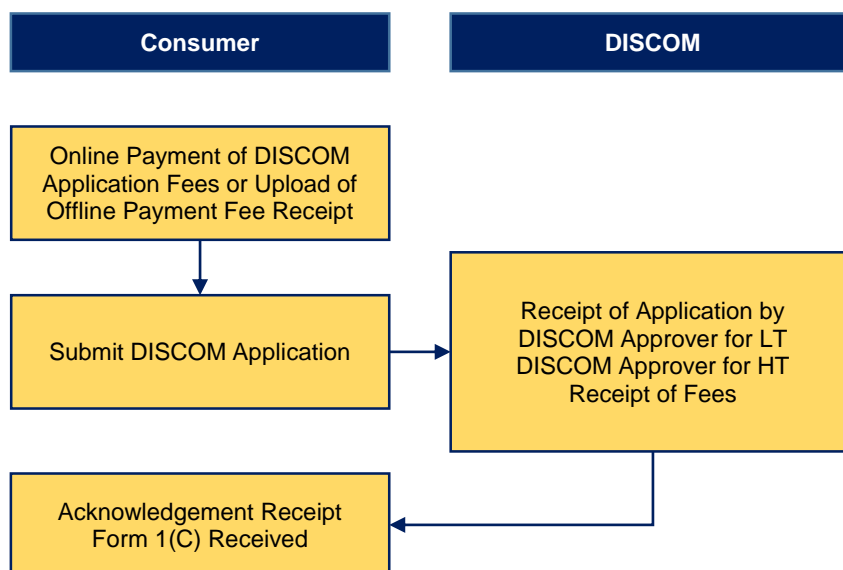 Consumer
DISCOM
Online Payment of DISCOM
Application Fees or Upload of
Offline Payment Fee Receipt
Submit DISCOM Application
Receipt of Application by
DISCOM Approver for LT
DISCOM Approver for HT
Receipt of Fees
Acknowledgement Receipt
Form 1(C) Received